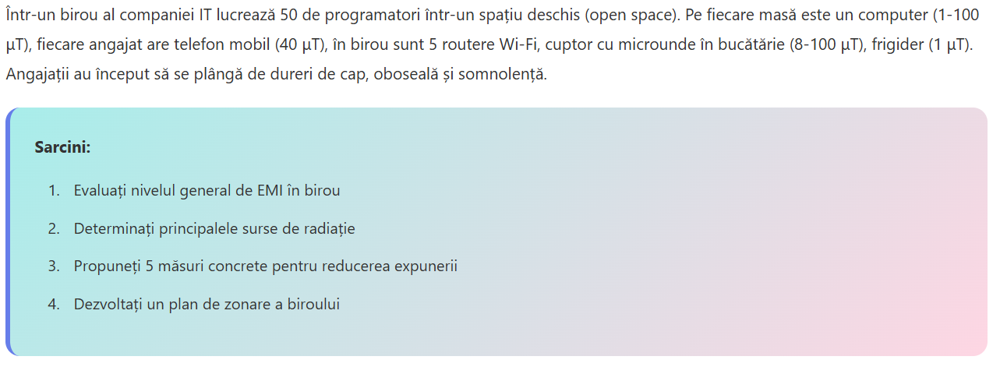 Într-un birou al companiei IT lucrează 50 de programatori într-un spațiu deschis (open space). Pe fiecare masă este un computer (1-100
μT), fiecare angajat are telefon mobil (40 μT), în birou sunt 5 routere Wi-Fi, cuptor cu microunde în bucătărie (8-100 μT), frigider (1 μT).
Angajații au început să se plângă de dureri de cap, oboseală și somnolență.
Sarcini:
1. Evaluați nivelul general de EMI în birou
2. Determinați principalele surse de radiație
3. Propuneți 5 măsuri concrete pentru reducerea expunerii
4. Dezvoltați un plan de zonare a biroului